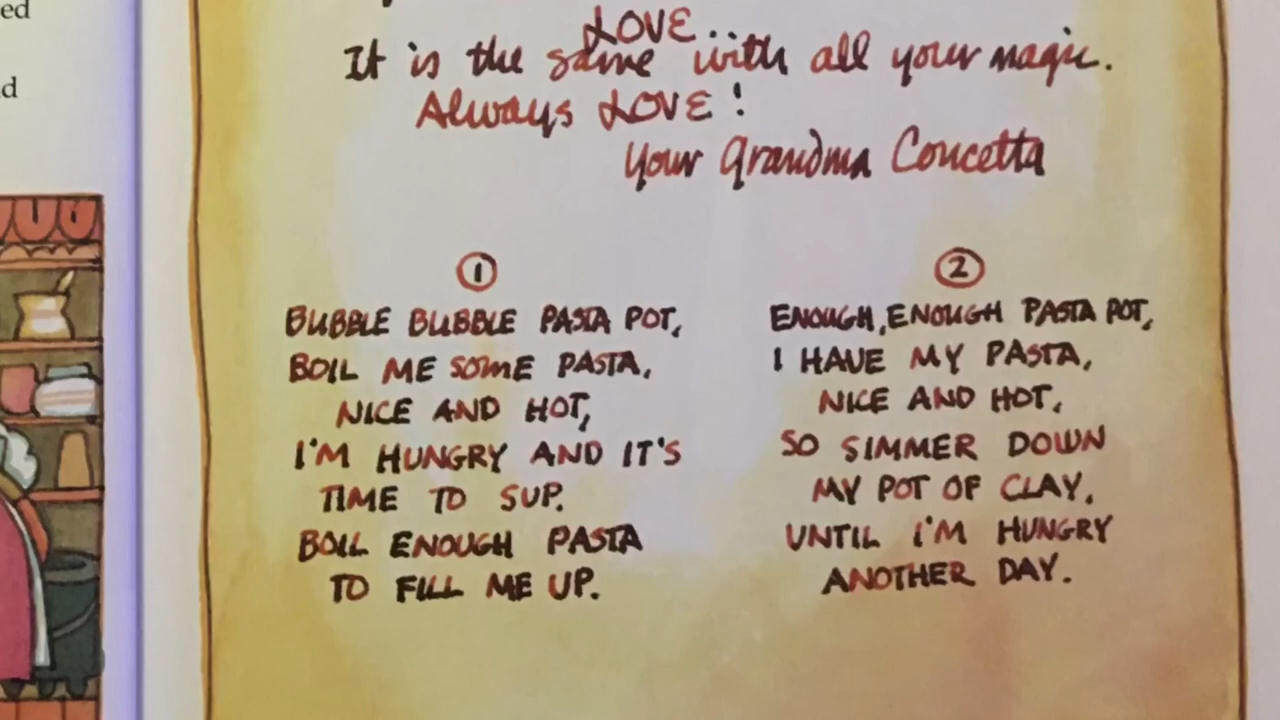 ed
d
LOVE...
It is the same with all your magic.
Always LOVE!
Your Grandma Concetta
1
BUBBLE BUBBLE PASTA POT,
BOIL ME SOME PASTA,
NICE AND HOT,
I'M HUNGRY AND IT'S
TIME TO SUP.
BOIL ENOUGH PASTA
TO FILL ME UP.
2
ENOUGH, ENOUGH PASTA POT,
I HAVE MY PASTA,
NICE AND HOT,
SO SIMMER DOWN
MY POT OF CLAY,
UNTIL I'M HUNGRY
ANOTHER DAY.